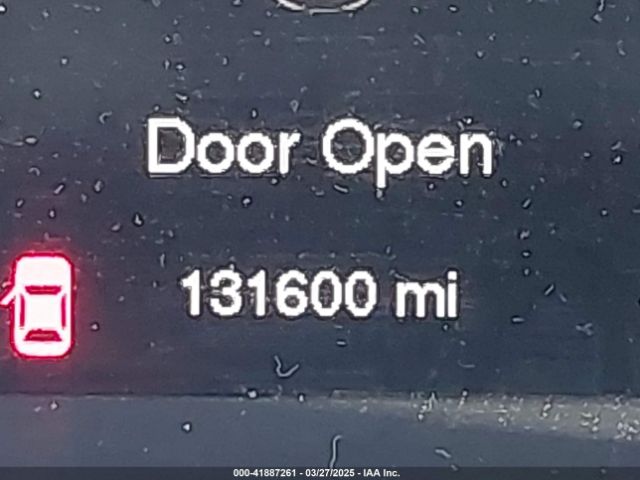 Door Open
131600 mi
000-41887261 - 03/27/2025 - IAA Inc.